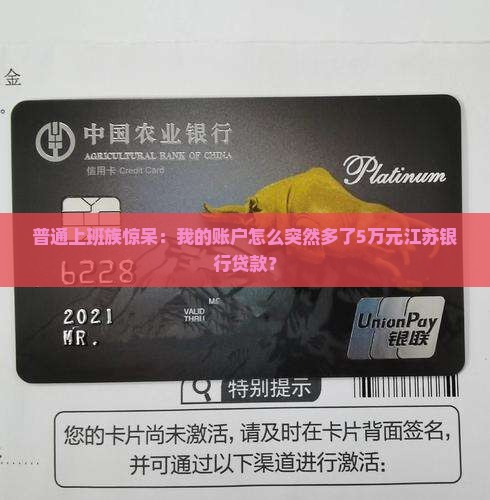 金
中国农业银行
AGRICULTURAL BANK OF CHINA
信用卡 Credit Card
Platinum
普通上班族惊呆：我的账户怎么突然多了5万元江苏银
行贷款？
6228
2021
VALID
THRU
MR.
UnionPay
银联
特别提示
您的卡片尚未激活，请及时在卡片背面签名，
并可通过以下渠道进行激活：